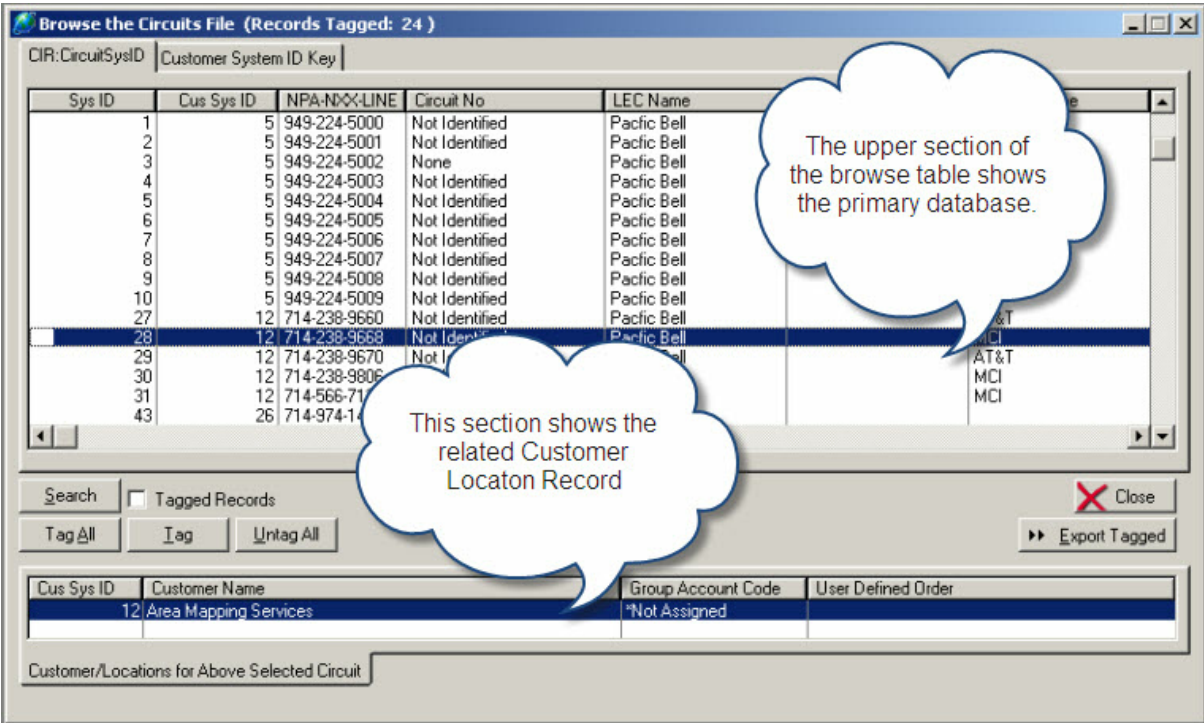 Browse the Circuits File (Records Tagged: 24 )
CIR:CircuitSysID Customer System ID Key
Sys ID Cus Sys ID NPA-NXX-LINE Circuit No LEC Name
1 5 949-224-5000 Not Identified Pacfic Bell
2 5 949-224-5001 Not Identified Pacfic Bell
3 5 949-224-5002 None Pacfic Bell
4 5 949-224-5003 Not Identified Pacfic Bell
5 5 949-224-5004 Not Identified Pacfic Bell
6 5 949-224-5005 Not Identified Pacfic Bell
7 5 949-224-5006 Not Identified Pacfic Bell
8 5 949-224-5007 Not Identified Pacfic Bell
9 5 949-224-5008 Not Identified Pacfic Bell
10 5 949-224-5009 Not Identified Pacfic Bell
27 12 714-238-9660 Not Identified Pacfic Bell AT&T
28 12 714-238-9668 Not Identified Pacfic Bell MCI
29 12 714-238-9670 Not Bell AT&T
30 12 714-238-9806 MCI
31 12 714-566-71 MCI
43 26 714-974-14
The upper section of
the browse table shows
the primary database.
This section shows the
related Customer
Locaton Record
Search Tagged Records Close
Tag All Tag Untag All Export Tagged
Cus Sys ID Customer Name Group Account Code User Defined Order
12 Area Mapping Services *Not Assigned
Customer/Locations for Above Selected Circuit